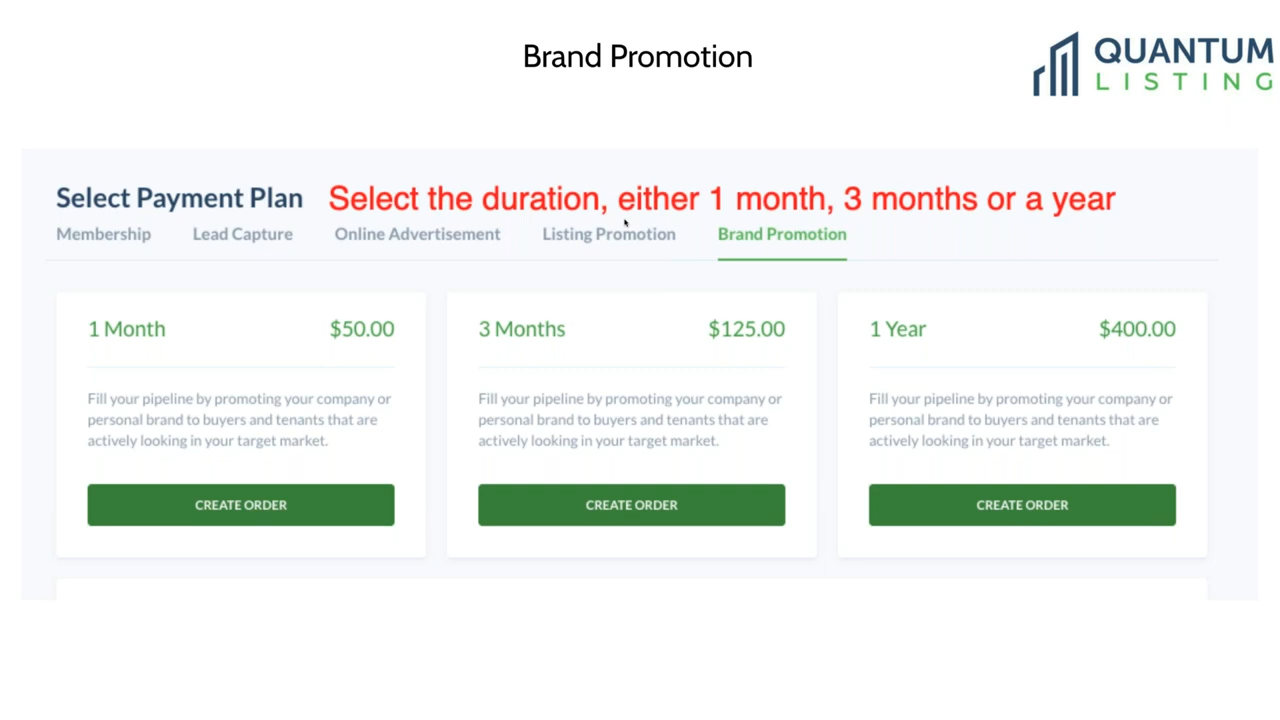 Brand Promotion
QUANTUM
LISTING
Select Payment Plan
Select the duration, either 1 month, 3 months or a year
Membership
Lead Capture
Online Advertisement
Listing Promotion
Brand Promotion
1 Month
$50.00
Fill your pipeline by promoting your company or
personal brand to buyers and tenants that are
actively looking in your target market.
CREATE ORDER
3 Months
$125.00
Fill your pipeline by promoting your company or
personal brand to buyers and tenants that are
actively looking in your target market.
CREATE ORDER
1 Year
$400.00
Fill your pipeline by promoting your company or
personal brand to buyers and tenants that are
actively looking in your target market.
CREATE ORDER